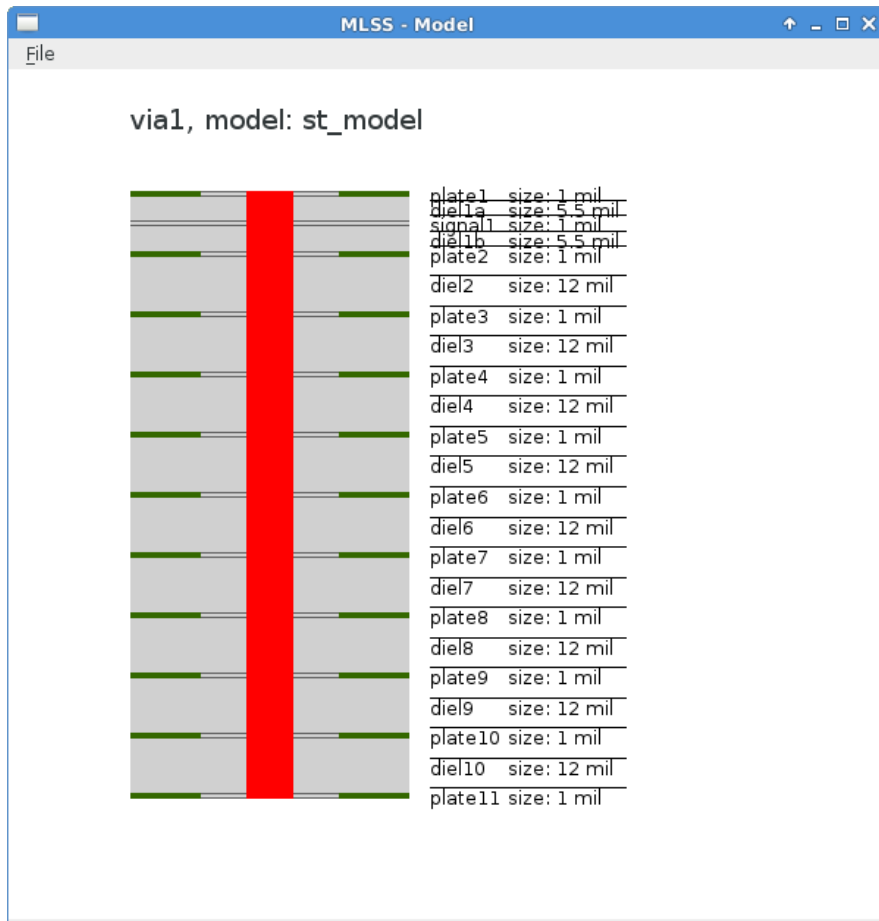 MLSS - Model
File
via1, model: st_model
plate1 size: 1 mil
diel1a size: 5.5 mil
signal1 size: 1 mil
diel1b size: 5.5 mil
plate2 size: 1 mil
diel2 size: 12 mil
plate3 size: 1 mil
diel3 size: 12 mil
plate4 size: 1 mil
diel4 size: 12 mil
plate5 size: 1 mil
diel5 size: 12 mil
plate6 size: 1 mil
diel6 size: 12 mil
plate7 size: 1 mil
diel7 size: 12 mil
plate8 size: 1 mil
diel8 size: 12 mil
plate9 size: 1 mil
diel9 size: 12 mil
plate10 size: 1 mil
diel10 size: 12 mil
plate11 size: 1 mil